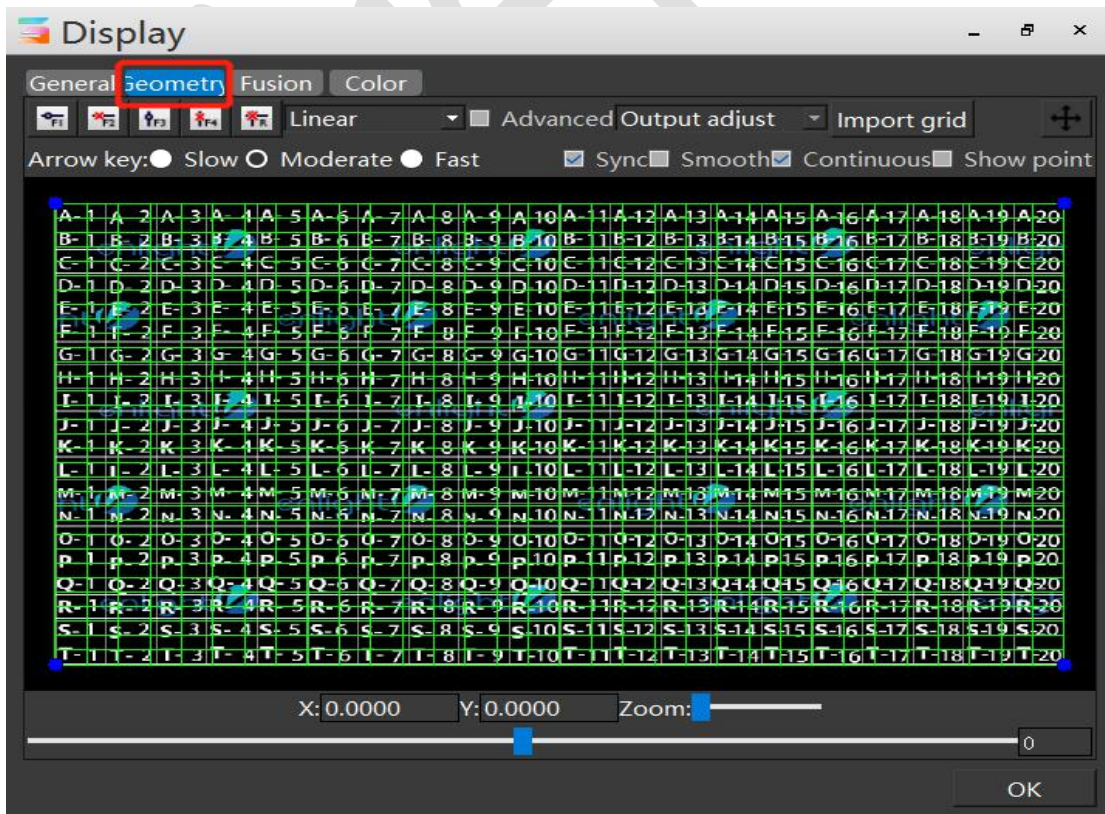 Display
General Geometry Fusion Color
F1 F2 F3 F4 R Linear Advanced Output adjust Import grid
Arrow key: Slow Moderate Fast Sync Smooth Continuous Show point
A- 1 A- 2 A- 3 A- 4 A- 5 A- 6 A- 7 A- 8 A- 9 A-10 A-11 A-12 A-13 A-14 A-15 A-16 A-17 A-18 A-19 A-20
B- 1 B- 2 B- 3 B- 4 B- 5 B- 6 B- 7 B- 8 B- 9 B-10 B-11 B-12 B-13 B-14 B-15 B-16 B-17 B-18 B-19 B-20
C- 1 C- 2 C- 3 C- 4 C- 5 C- 6 C- 7 C- 8 C- 9 C-10 C-11 C-12 C-13 C-14 C-15 C-16 C-17 C-18 C-19 C-20
D- 1 D- 2 D- 3 D- 4 D- 5 D- 6 D- 7 D- 8 D- 9 D-10 D-11 D-12 D-13 D-14 D-15 D-16 D-17 D-18 D-19 D-20
E- 1 E- 2 E- 3 E- 4 E- 5 E- 6 E- 7 E- 8 E- 9 E-10 E-11 E-12 E-13 E-14 E-15 E-16 E-17 E-18 E-19 E-20
F- 1 F- 2 F- 3 F- 4 F- 5 F- 6 F- 7 F- 8 F- 9 F-10 F-11 F-12 F-13 F-14 F-15 F-16 F-17 F-18 F-19 F-20
G- 1 G- 2 G- 3 G- 4 G- 5 G- 6 G- 7 G- 8 G- 9 G-10 G-11 G-12 G-13 G-14 G-15 G-16 G-17 G-18 G-19 G-20
H- 1 H- 2 H- 3 H- 4 H- 5 H- 6 H- 7 H- 8 H- 9 H-10 H-11 H-12 H-13 H-14 H-15 H-16 H-17 H-18 H-19 H-20
I- 1 I- 2 I- 3 I- 4 I- 5 I- 6 I- 7 I- 8 I- 9 I-10 I-11 I-12 I-13 I-14 I-15 I-16 I-17 I-18 I-19 I-20
J- 1 J- 2 J- 3 J- 4 J- 5 J- 6 J- 7 J- 8 J- 9 J-10 J-11 J-12 J-13 J-14 J-15 J-16 J-17 J-18 J-19 J-20
K- 1 K- 2 K- 3 K- 4 K- 5 K- 6 K- 7 K- 8 K- 9 K-10 K-11 K-12 K-13 K-14 K-15 K-16 K-17 K-18 K-19 K-20
L- 1 L- 2 L- 3 L- 4 L- 5 L- 6 L- 7 L- 8 L- 9 L-10 L-11 L-12 L-13 L-14 L-15 L-16 L-17 L-18 L-19 L-20
M- 1 M- 2 M- 3 M- 4 M- 5 M- 6 M- 7 M- 8 M- 9 M-10 M-11 M-12 M-13 M-14 M-15 M-16 M-17 M-18 M-19 M-20
N- 1 N- 2 N- 3 N- 4 N- 5 N- 6 N- 7 N- 8 N- 9 N-10 N-11 N-12 N-13 N-14 N-15 N-16 N-17 N-18 N-19 N-20
O- 1 O- 2 O- 3 O- 4 O- 5 O- 6 O- 7 O- 8 O- 9 O-10 O-11 O-12 O-13 O-14 O-15 O-16 O-17 O-18 O-19 O-20
P- 1 P- 2 P- 3 P- 4 P- 5 P- 6 P- 7 P- 8 P- 9 P-10 P-11 P-12 P-13 P-14 P-15 P-16 P-17 P-18 P-19 P-20
Q- 1 Q- 2 Q- 3 Q- 4 Q- 5 Q- 6 Q- 7 Q- 8 Q- 9 Q-10 Q-11 Q-12 Q-13 Q-14 Q-15 Q-16 Q-17 Q-18 Q-19 Q-20
R- 1 R- 2 R- 3 R- 4 R- 5 R- 6 R- 7 R- 8 R- 9 R-10 R-11 R-12 R-13 R-14 R-15 R-16 R-17 R-18 R-19 R-20
S- 1 S- 2 S- 3 S- 4 S- 5 S- 6 S- 7 S- 8 S- 9 S-10 S-11 S-12 S-13 S-14 S-15 S-16 S-17 S-18 S-19 S-20
T- 1 T- 2 T- 3 T- 4 T- 5 T- 6 T- 7 T- 8 T- 9 T-10 T-11 T-12 T-13 T-14 T-15 T-16 T-17 T-18 T-19 T-20
X: 0.0000 Y: 0.0000 Zoom:
0
OK